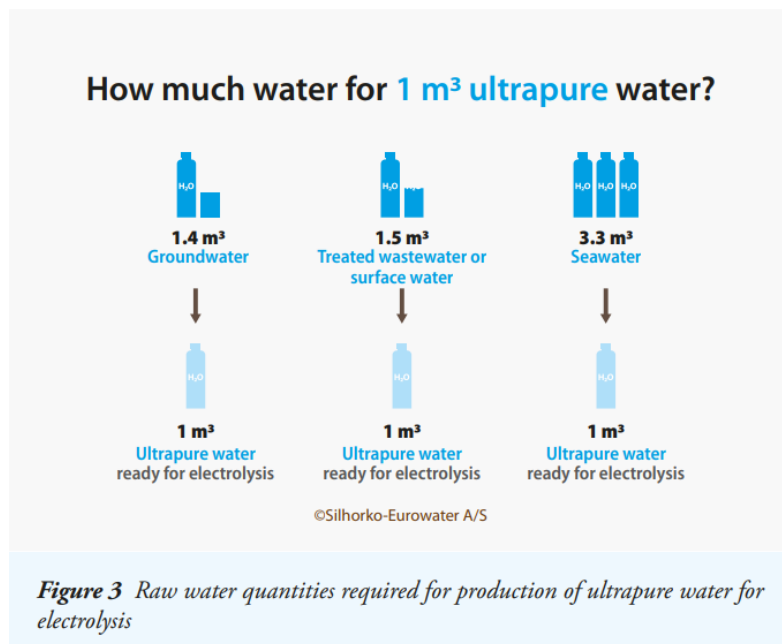 How much water for 1 m³ ultrapure water?
H₂O
H₂O H₂O
H₂O H₂O H₂O
1.4 m³
Groundwater
1.5 m³
Treated wastewater or
surface water
3.3 m³
Seawater
H₂O
H₂O
H₂O
1 m³
Ultrapure water
ready for electrolysis
1 m³
Ultrapure water
ready for electrolysis
1 m³
Ultrapure water
ready for electrolysis
©Silhorko-Eurowater A/S
Figure 3 Raw water quantities required for production of ultrapure water for
electrolysis